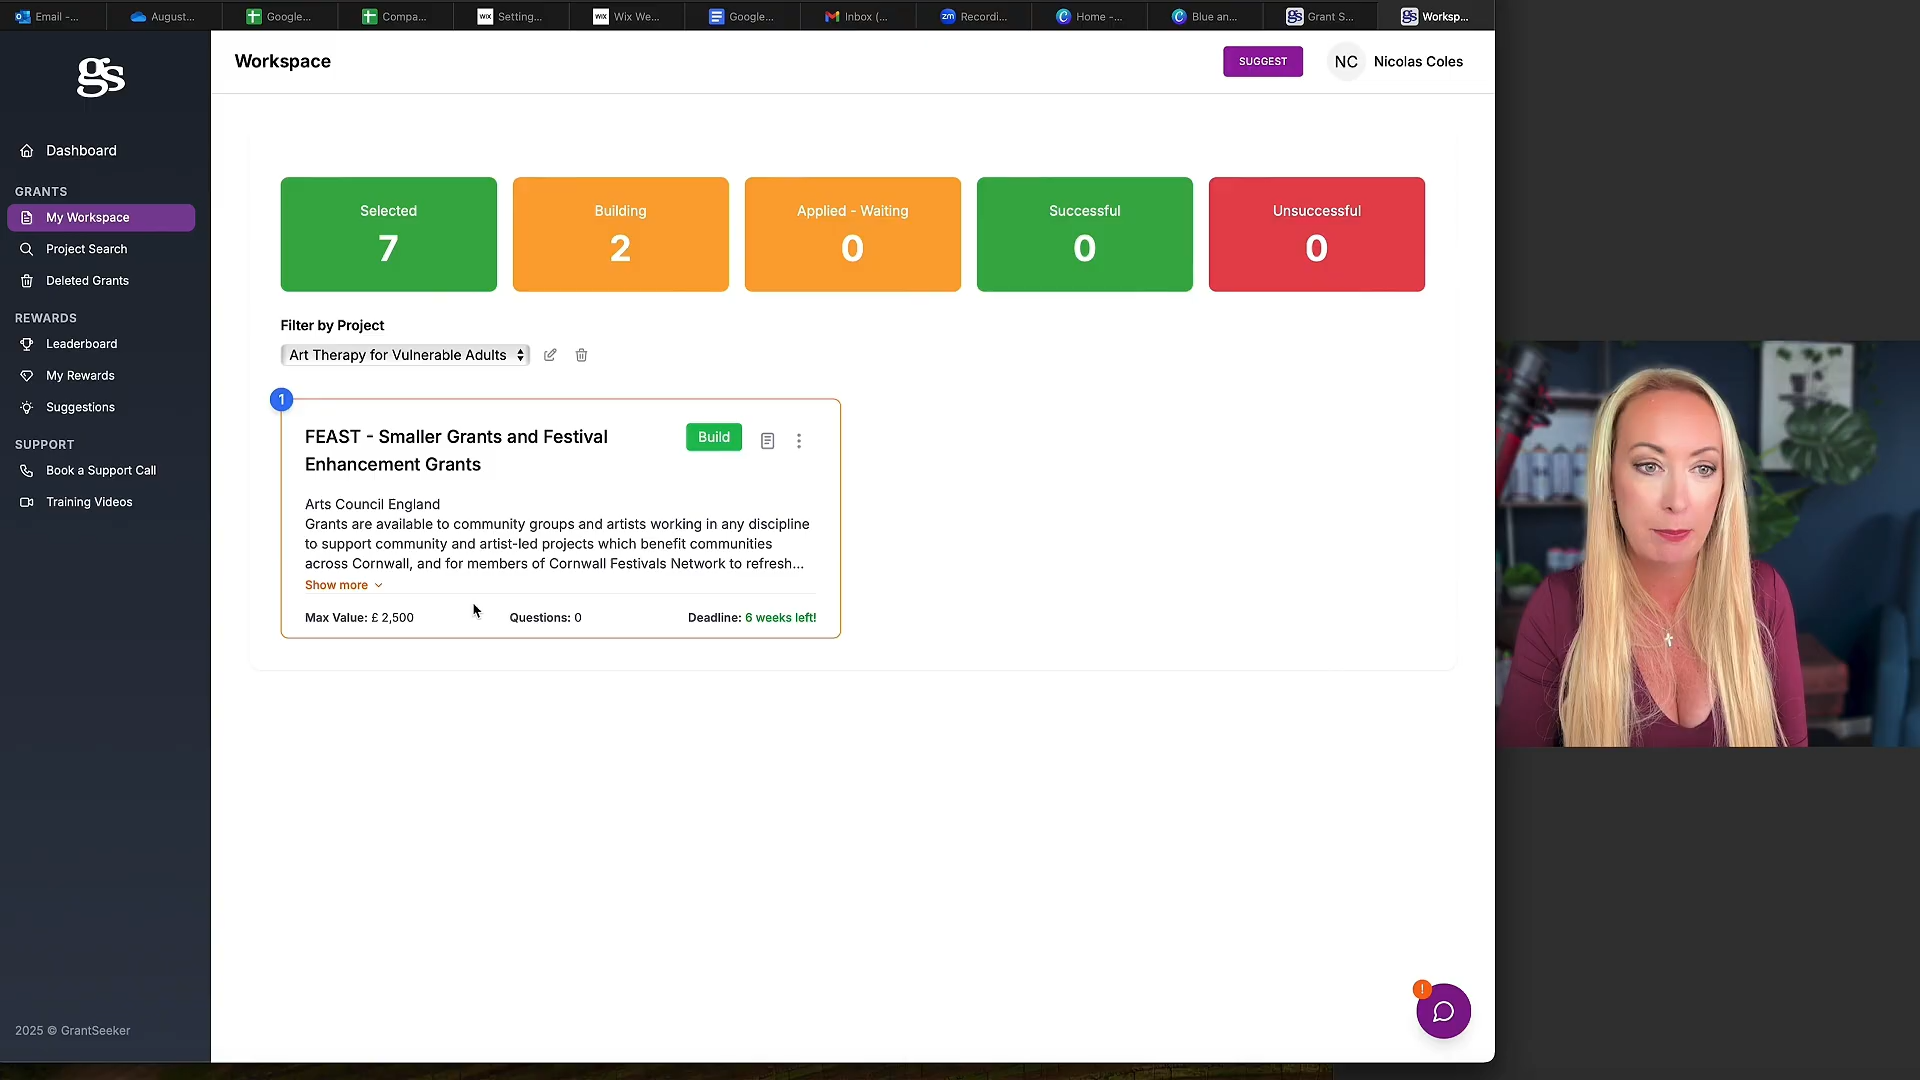 Email -...
August...
Google...
Compa...
Setting...
Wix We...
Google...
Inbox (...
Recordi...
Home -...
Blue an...
Grant S...
Worksp...
gs
Workspace
SUGGEST
NC
Nicolas Coles
Dashboard
GRANTS
My Workspace
Project Search
Deleted Grants
REWARDS
Leaderboard
My Rewards
Suggestions
SUPPORT
Book a Support Call
Training Videos
2025 © GrantSeeker
Selected
7
Building
2
Applied - Waiting
0
Successful
0
Unsuccessful
0
Filter by Project
Art Therapy for Vulnerable Adults
1
FEAST - Smaller Grants and Festival
Enhancement Grants
Build
Arts Council England
Grants are available to community groups and artists working in any discipline
to support community and artist-led projects which benefit communities
across Cornwall, and for members of Cornwall Festivals Network to refresh...
Show more
Max Value: £ 2,500
Questions: 0
Deadline: 6 weeks left!
!